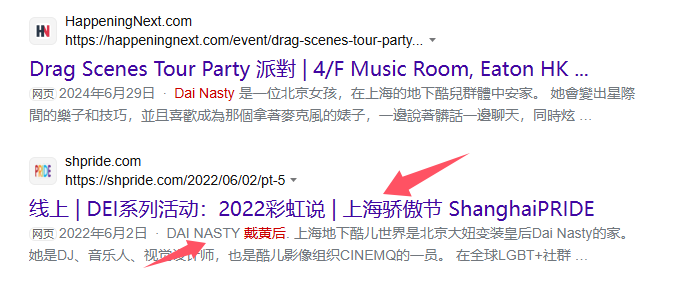 HN
HappeningNext.com
https://happeningnext.com/event/drag-scenes-tour-party...
Drag Scenes Tour Party 派對 | 4/F Music Room, Eaton HK ...
网页 2024年6月29日 · Dai Nasty 是一位北京女孩，在上海的地下酷兒群體中安家。 她會變出星際
間的樂子和技巧，並且喜歡成為那個拿著麥克風的婊子，一邊說著髒話一邊聊天，同時炫 ...
PRIDE
shpride.com
https://shpride.com/2022/06/02/pt-5
线上 | DEI系列活动：2022彩虹说 | 上海骄傲节 ShanghaiPRIDE
网页 2022年6月2日 · DAI NASTY 戴黄后. 上海地下酷儿世界是北京大妞变装皇后Dai Nasty的家。
她是DJ、音乐人、视觉设计师，也是酷儿影像组织CINEMQ的一员。 在全球LGBT+社群 ...